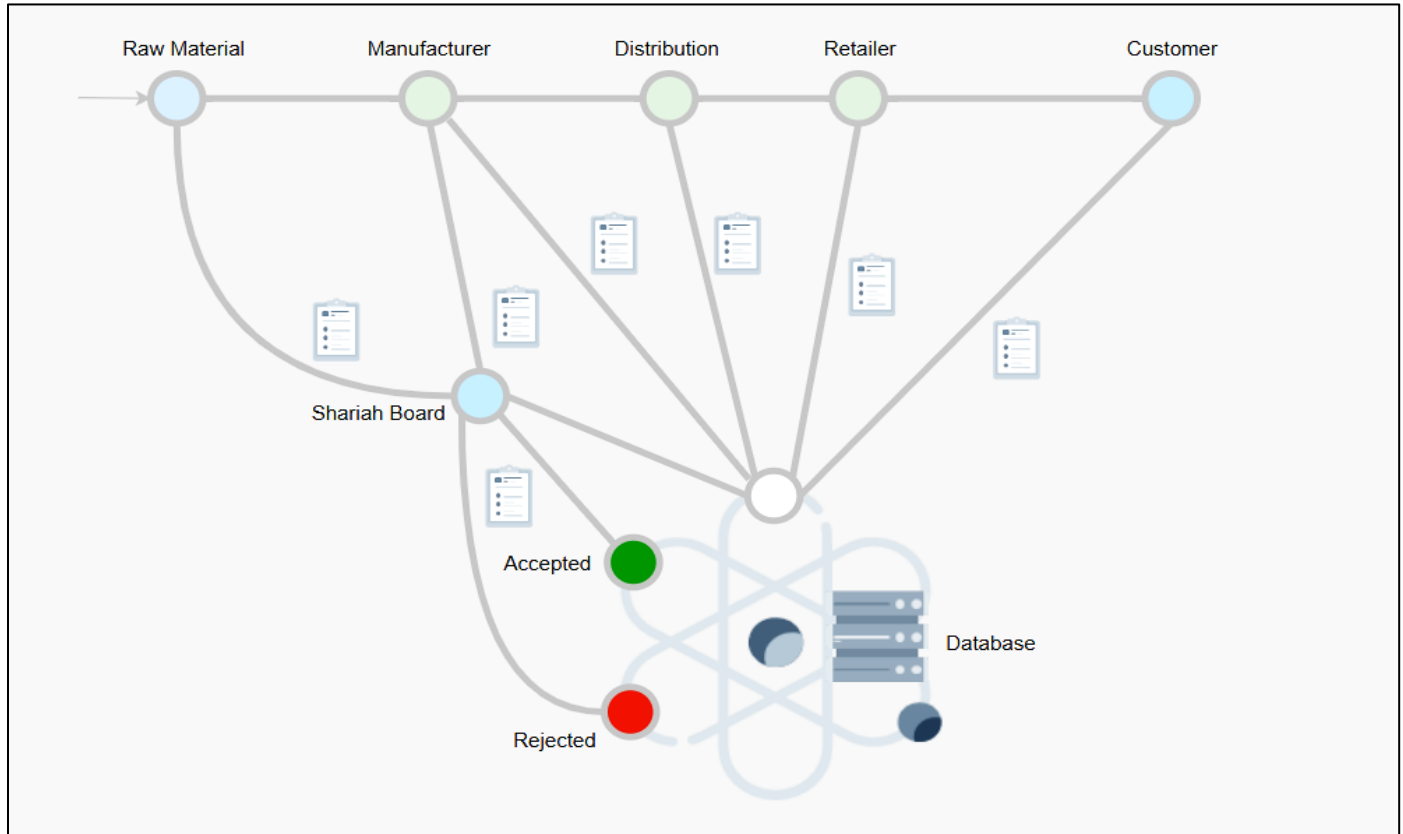 Raw Material
Manufacturer
Distribution
Retailer
Customer
Shariah Board
Accepted
Database
Rejected